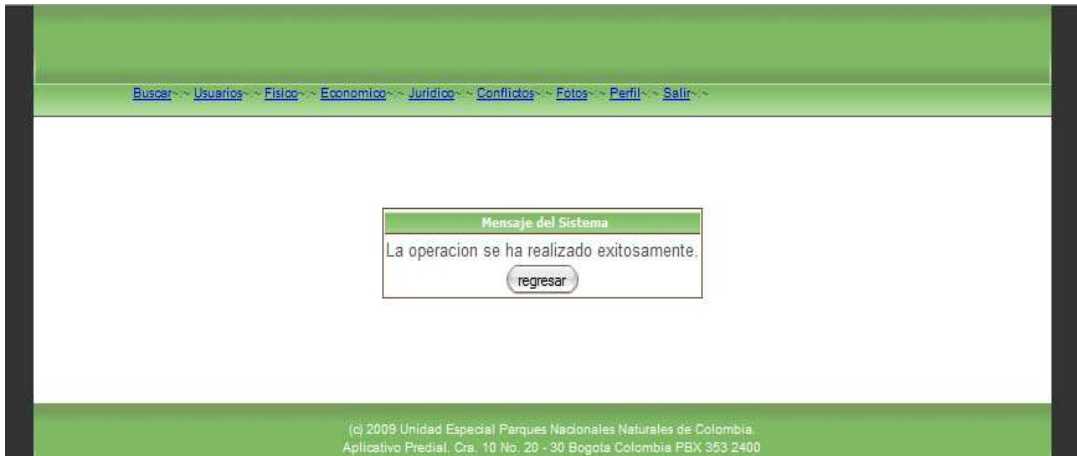 Buscar~.~ Usuarios~.~ Fisico~.~ Economico~.~ Juridico~.~ Conflictos~.~ Fotos~.~ Perfil~.~ Salir~.~
Mensaje del Sistema
La operacion se ha realizado exitosamente.
regresar
(c) 2009 Unidad Especial Parques Nacionales Naturales de Colombia.
Aplicativo Predial. Cra. 10 No. 20 - 30 Bogota Colombia PBX 353 2400